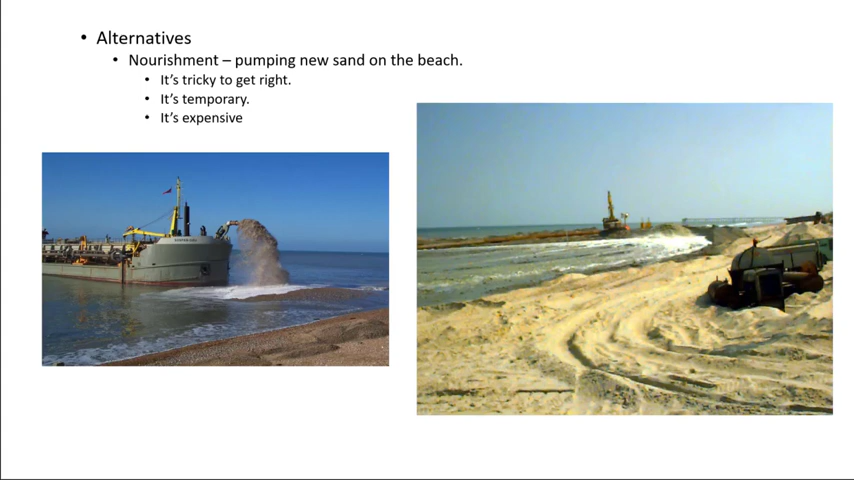 • Alternatives
• Nourishment – pumping new sand on the beach.
• It's tricky to get right.
• It's temporary.
• It's expensive